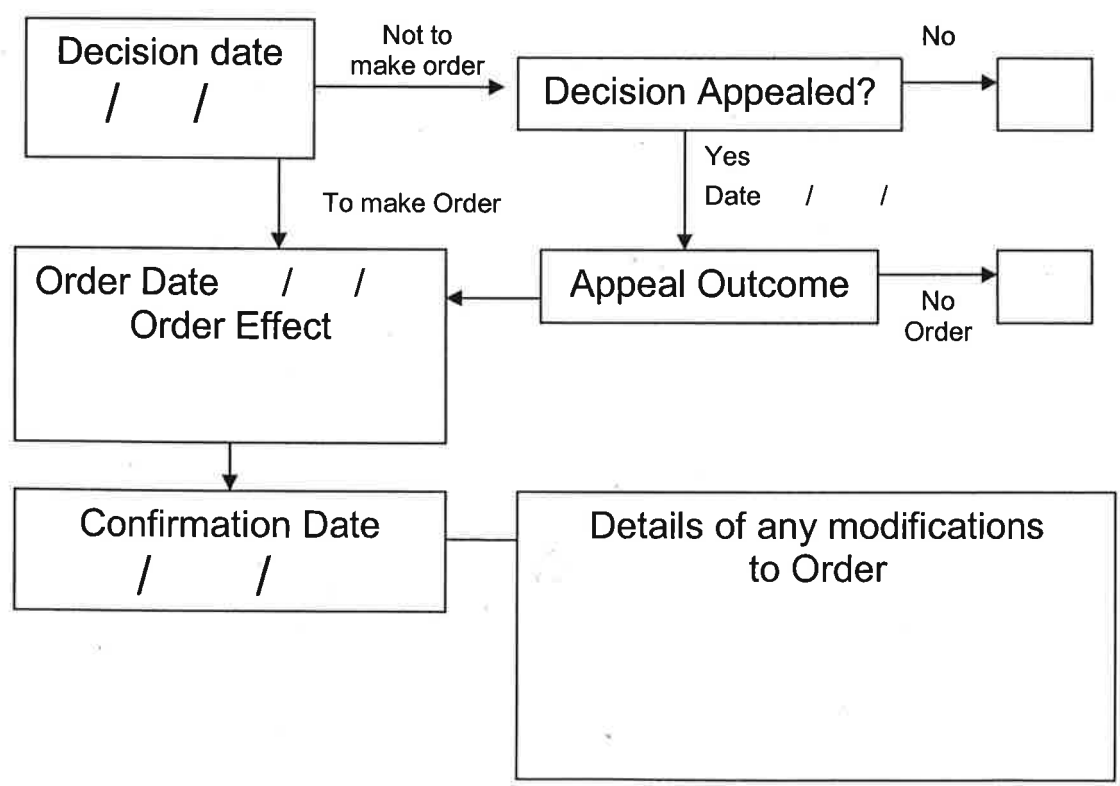 Decision date
/ /
Not to
make order
Decision Appealed?
No
Yes
Date / /
To make Order
Order Date / /
Order Effect
Appeal Outcome
No
Order
Confirmation Date
/ /
Details of any modifications
to Order